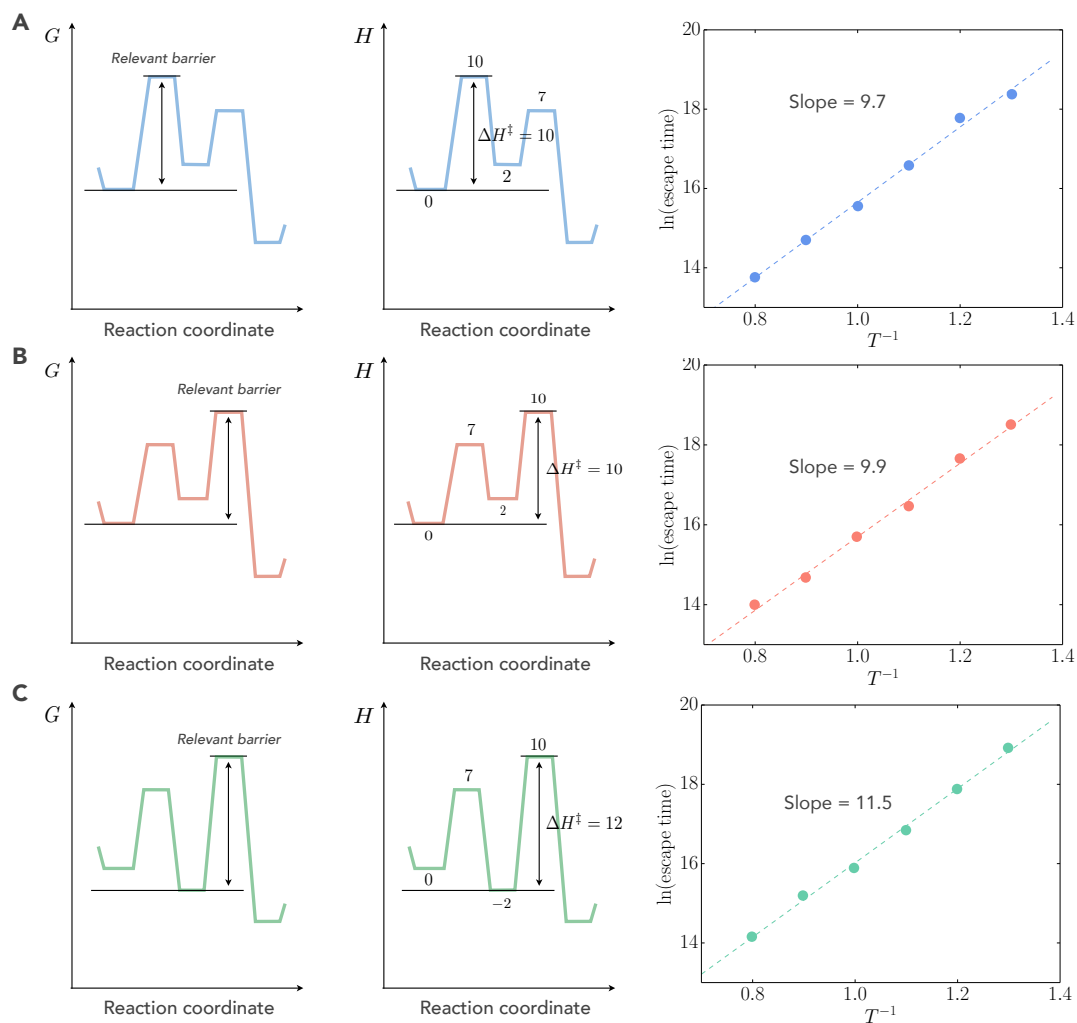 A
G
Relevant barrier
Reaction coordinate
H
10
7
ΔH‡ = 10
2
0
Reaction coordinate
20
18
16
14
ln(escape time)
Slope = 9.7
0.8 1.0 1.2 1.4
T⁻¹
B
G
Relevant barrier
Reaction coordinate
H
10
7
ΔH‡ = 10
2
0
Reaction coordinate
20
18
16
14
ln(escape time)
Slope = 9.9
0.8 1.0 1.2 1.4
T⁻¹
C
G
Relevant barrier
Reaction coordinate
H
10
7
ΔH‡ = 12
0
−2
Reaction coordinate
20
18
16
14
ln(escape time)
Slope = 11.5
0.8 1.0 1.2 1.4
T⁻¹